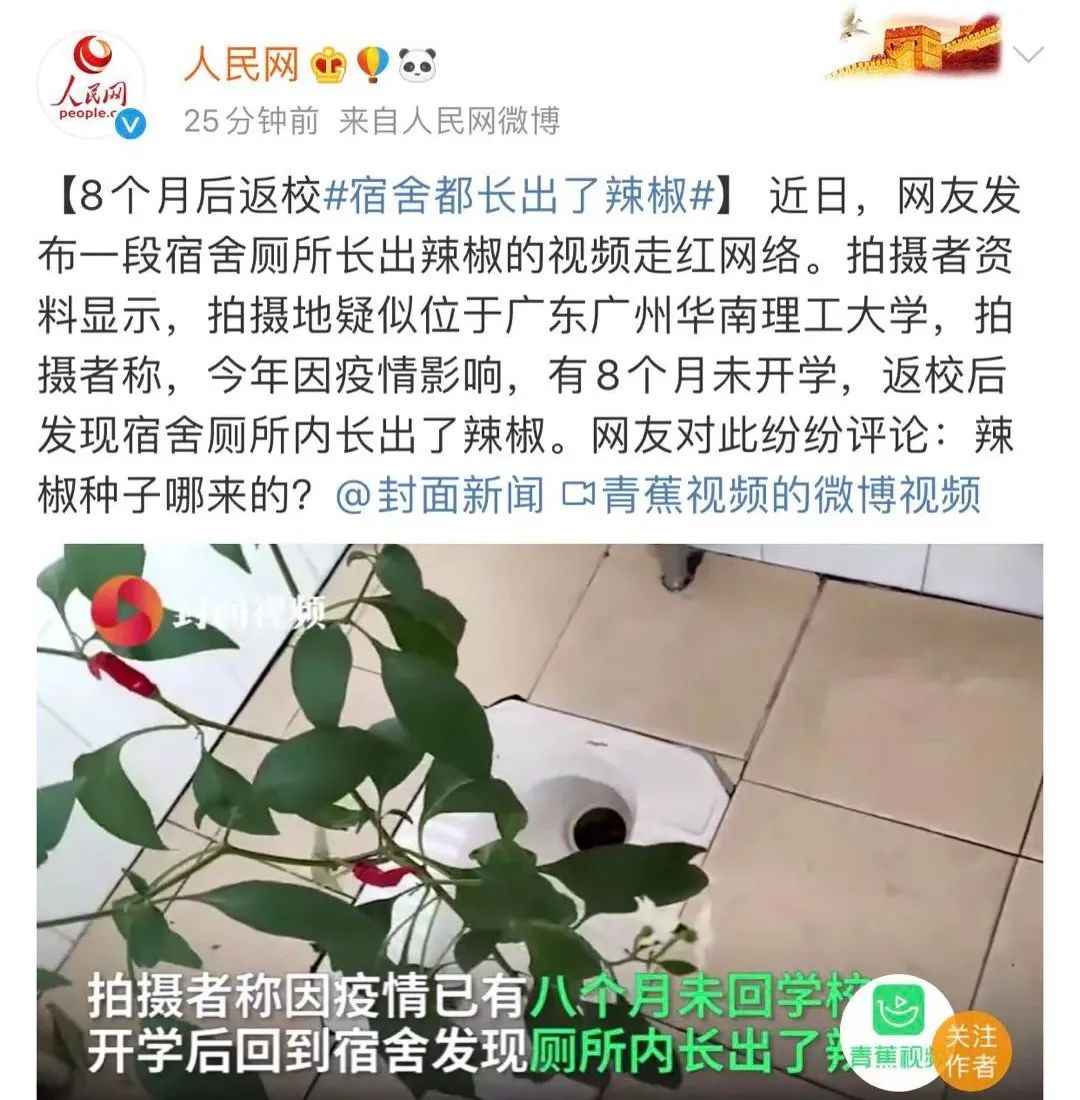 人民网
people.c
人民网
25分钟前 来自人民网微博
【8个月后返校#宿舍都长出了辣椒#】 近日，网友发
布一段宿舍厕所长出辣椒的视频走红网络。拍摄者资
料显示，拍摄地疑似位于广东广州华南理工大学，拍
摄者称，今年因疫情影响，有8个月未开学，返校后
发现宿舍厕所内长出了辣椒。网友对此纷纷评论：辣
椒种子哪来的？@封面新闻 青蕉视频的微博视频
封面视频
拍摄者称因疫情已有八个月未回学校
开学后回到宿舍发现厕所内长出了辣
青蕉视频
关注
作者